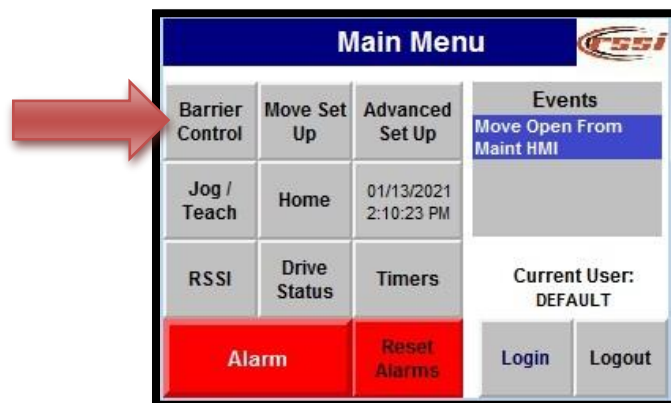 Main Menu
rssi
Barrier
Control
Move Set
Up
Advanced
Set Up
Events
Move Open From
Maint HMI
Jog /
Teach
Home
01/13/2021
2:10:23 PM
RSSI
Drive
Status
Timers
Current User:
DEFAULT
Alarm
Reset
Alarms
Login
Logout